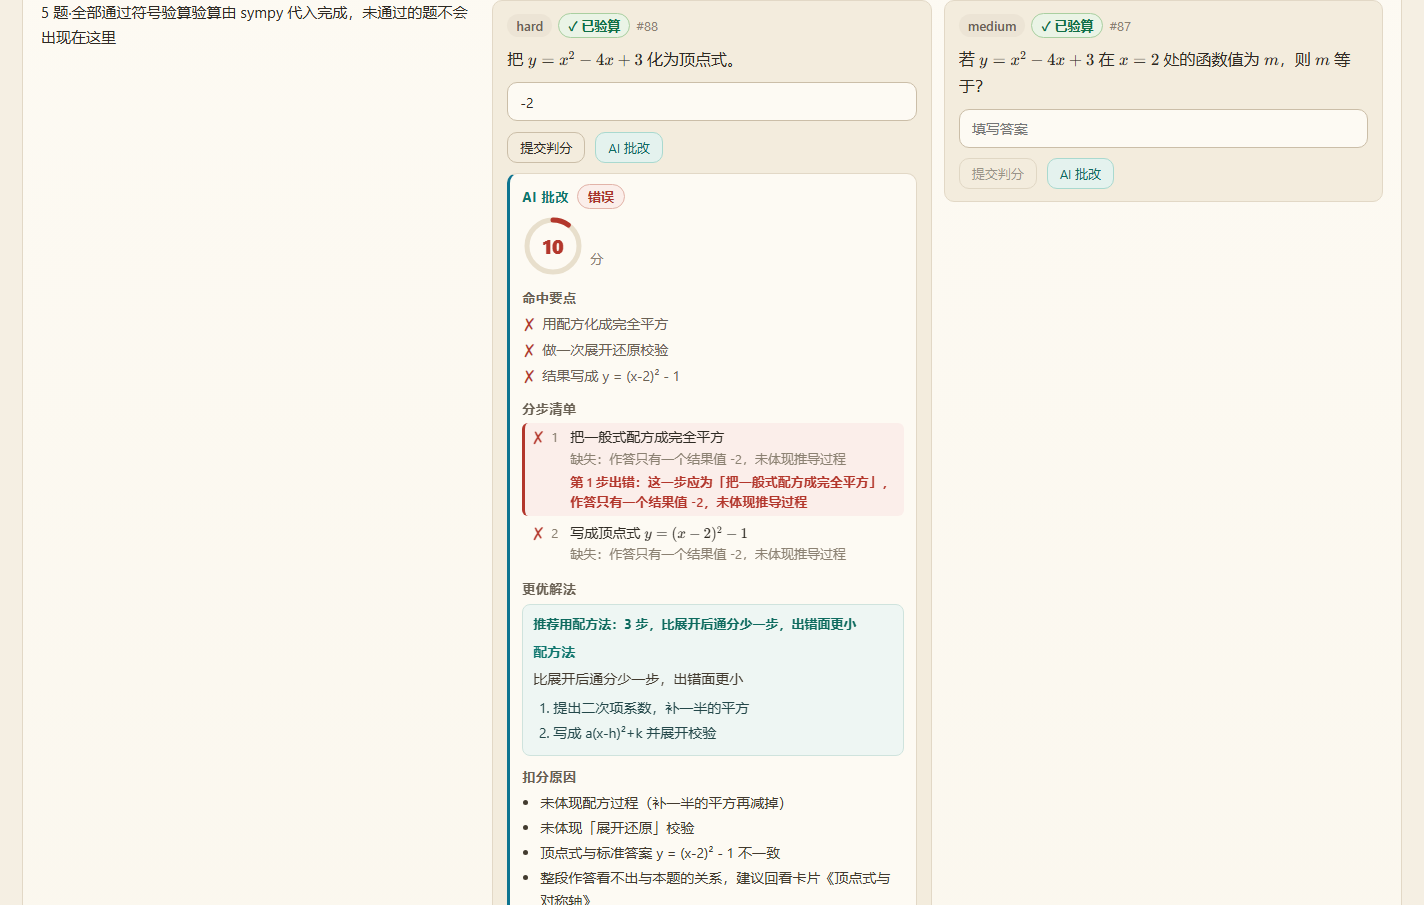 5 题·全部通过符号验算验算由 sympy 代入完成，未通过的题不会
出现在这里
hard ✓ 已验算 #88
把 y = x² − 4x + 3 化为顶点式。
-2
提交判分 AI 批改
AI 批改 错误
10 分
命中要点
✗ 用配方化成完全平方
✗ 做一次展开还原校验
✗ 结果写成 y = (x-2)² - 1
分步清单
✗ 1 把一般式配方成完全平方
缺失：作答只有一个结果值 -2，未体现推导过程
第 1 步出错：这一步应为「把一般式配方成完全平方」，
作答只有一个结果值 -2，未体现推导过程
✗ 2 写成顶点式 y = (x − 2)² − 1
缺失：作答只有一个结果值 -2，未体现推导过程
更优解法
推荐用配方法：3 步，比展开后通分少一步，出错面更小
配方法
比展开后通分少一步，出错面更小
1. 提出二次项系数，补一半的平方
2. 写成 a(x-h)²+k 并展开校验
扣分原因
• 未体现配方过程（补一半的平方再减掉）
• 未体现「展开还原」校验
• 顶点式与标准答案 y = (x-2)² - 1 不一致
• 整段作答看不出与本题的关系，建议回看卡片《顶点式与
对称轴》
medium ✓ 已验算 #87
若 y = x² − 4x + 3 在 x = 2 处的函数值为 m，则 m 等
于？
填写答案
提交判分 AI 批改